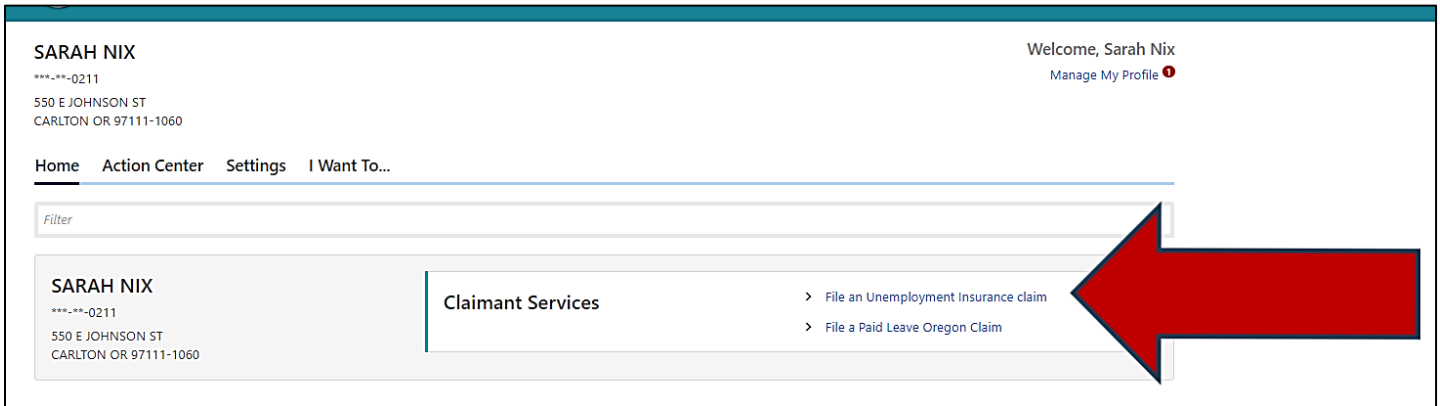 SARAH NIX
***-**-0211
550 E JOHNSON ST
CARLTON OR 97111-1060
Welcome, Sarah Nix
Manage My Profile 1
Home Action Center Settings I Want To...
Filter
SARAH NIX
***-**-0211
550 E JOHNSON ST
CARLTON OR 97111-1060
Claimant Services
> File an Unemployment Insurance claim
> File a Paid Leave Oregon Claim